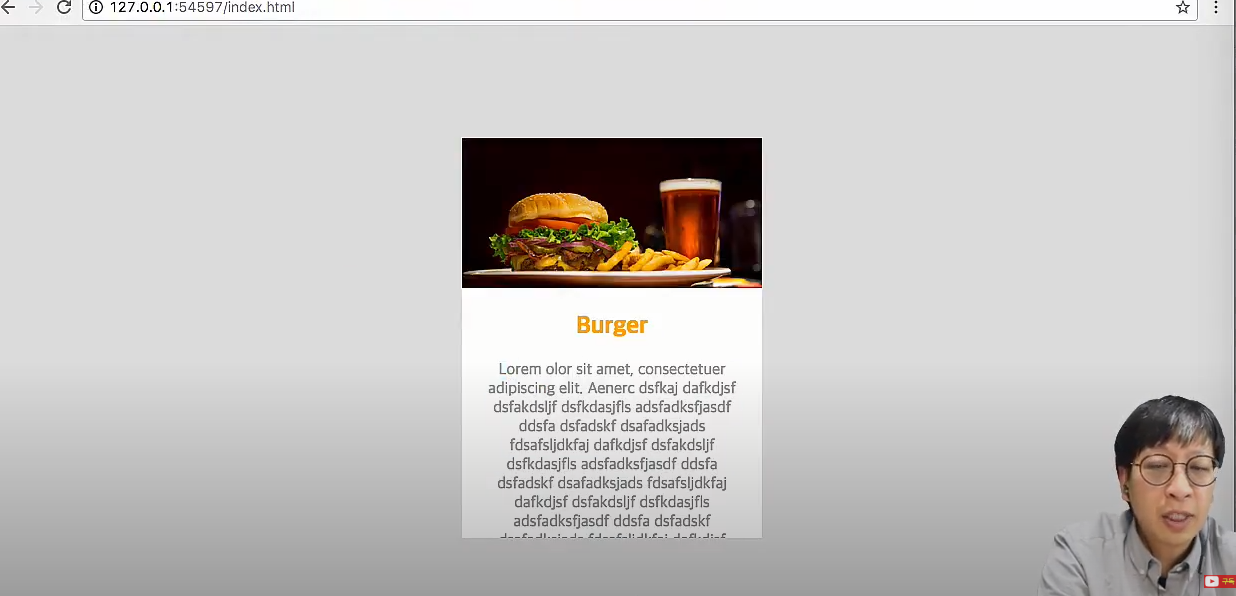 127.0.0.1:54597/index.html
Burger
Lorem olor sit amet, consectetuer
adipiscing elit. Aenerc dsfkaj dafkdjsf
dsfakdsljf dsfkdasjfls adsfadksfjasdf
ddsfa dsfadskf dsafadksjads
fdsafsljdkfaj dafkdjsf dsfakdsljf
dsfkdasjfls adsfadksfjasdf ddsfa
dsfadskf dsafadksjads fdsafsljdkfaj
dafkdjsf dsfakdsljf dsfkdasjfls
adsfadksfjasdf ddsfa dsfadskf